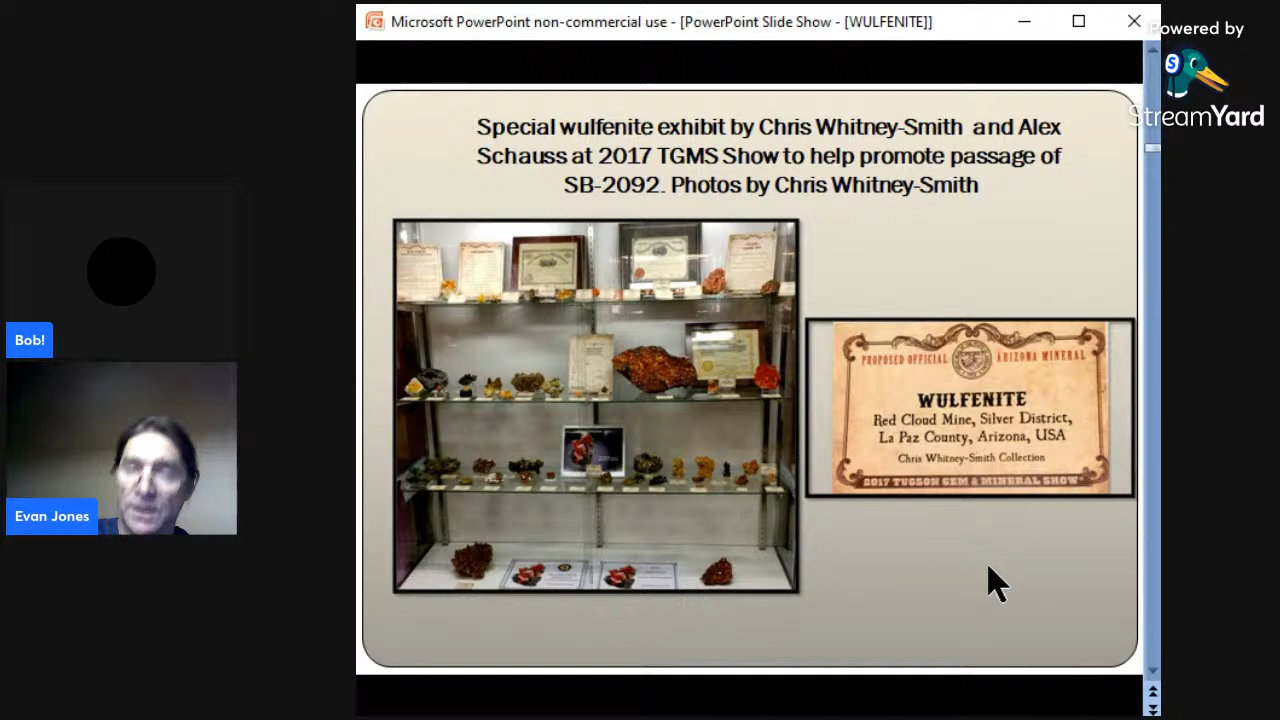 Microsoft PowerPoint non-commercial use - [PowerPoint Slide Show - [WULFENITE]]
Powered by
S
StreamYard
Special wulfenite exhibit by Chris Whitney-Smith and Alex
Schauss at 2017 TGMS Show to help promote passage of
SB-2092. Photos by Chris Whitney-Smith
PROPOSED OFFICIAL ARIZONA MINERAL
WULFENITE
Red Cloud Mine, Silver District,
La Paz County, Arizona, USA
Chris Whitney-Smith Collection
2017 TUCSON GEM & MINERAL SHOW
Bob!
Evan Jones